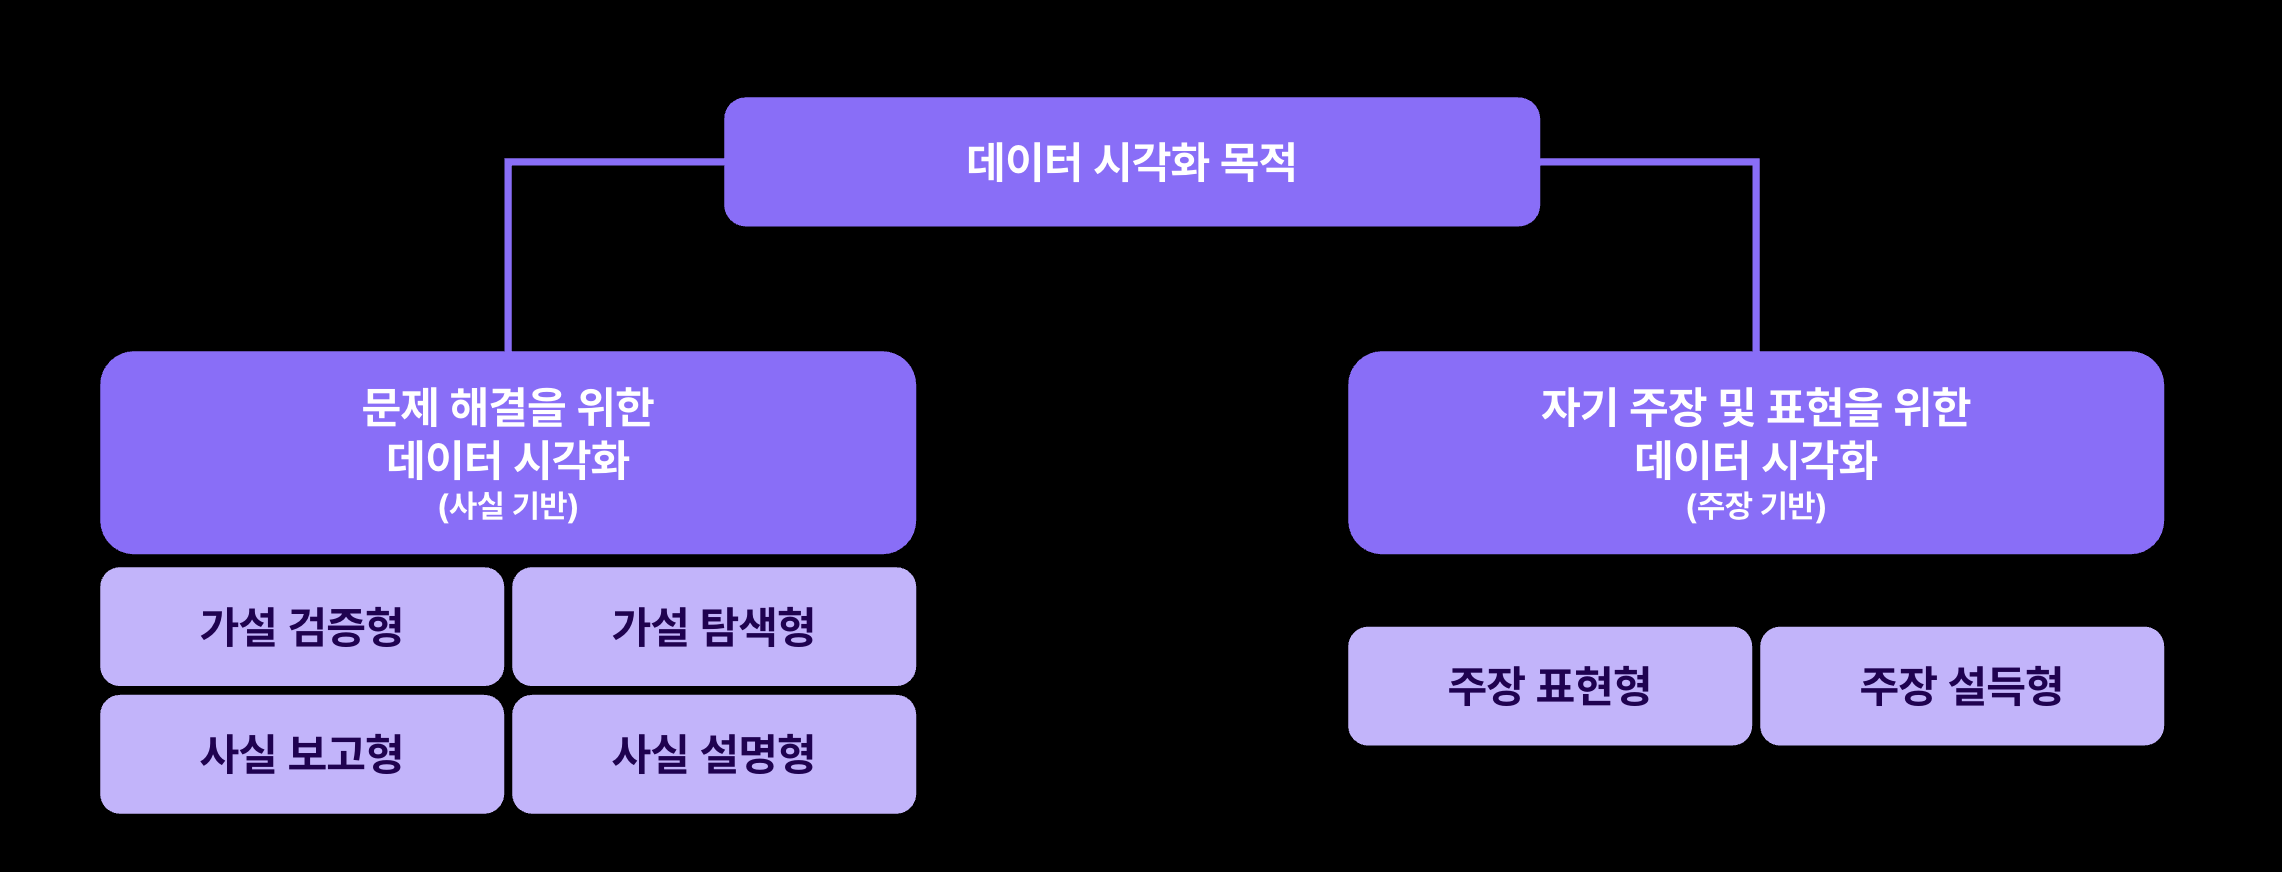 데이터 시각화 목적
문제 해결을 위한
데이터 시각화
(사실 기반)
가설 검증형
가설 탐색형
사실 보고형
사실 설명형
자기 주장 및 표현을 위한
데이터 시각화
(주장 기반)
주장 표현형
주장 설득형